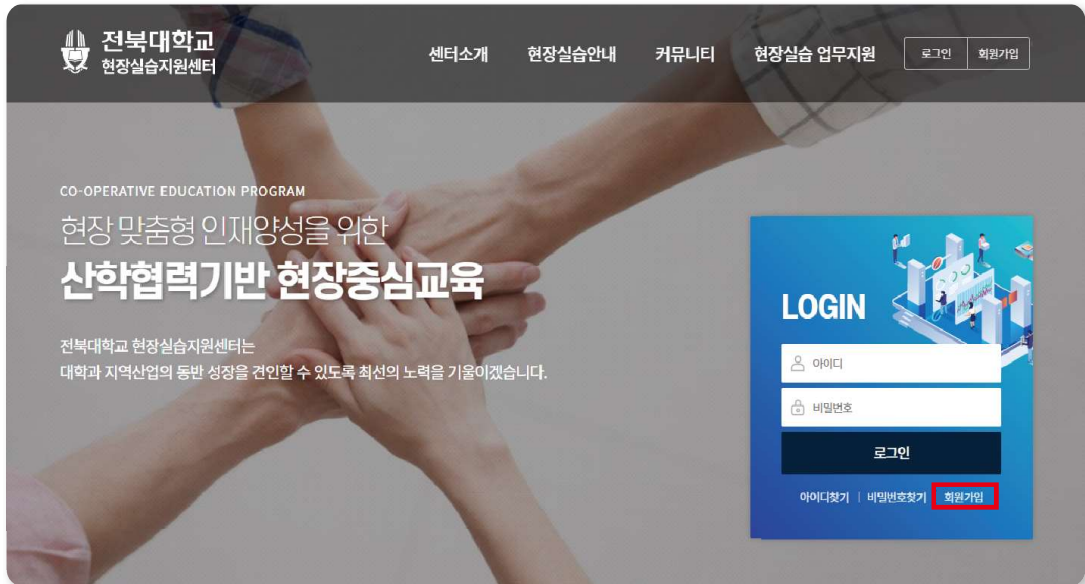 전북대학교
현장실습지원센터
센터소개 현장실습안내 커뮤니티 현장실습 업무지원 로그인 회원가입
CO-OPERATIVE EDUCATION PROGRAM
현장 맞춤형 인재양성을 위한
산학협력기반 현장중심교육
전북대학교 현장실습지원센터는
대학과 지역산업의 동반 성장을 견인할 수 있도록 최선의 노력을 기울이겠습니다.
LOGIN
아이디
비밀번호
로그인
아이디찾기 | 비밀번호찾기 회원가입